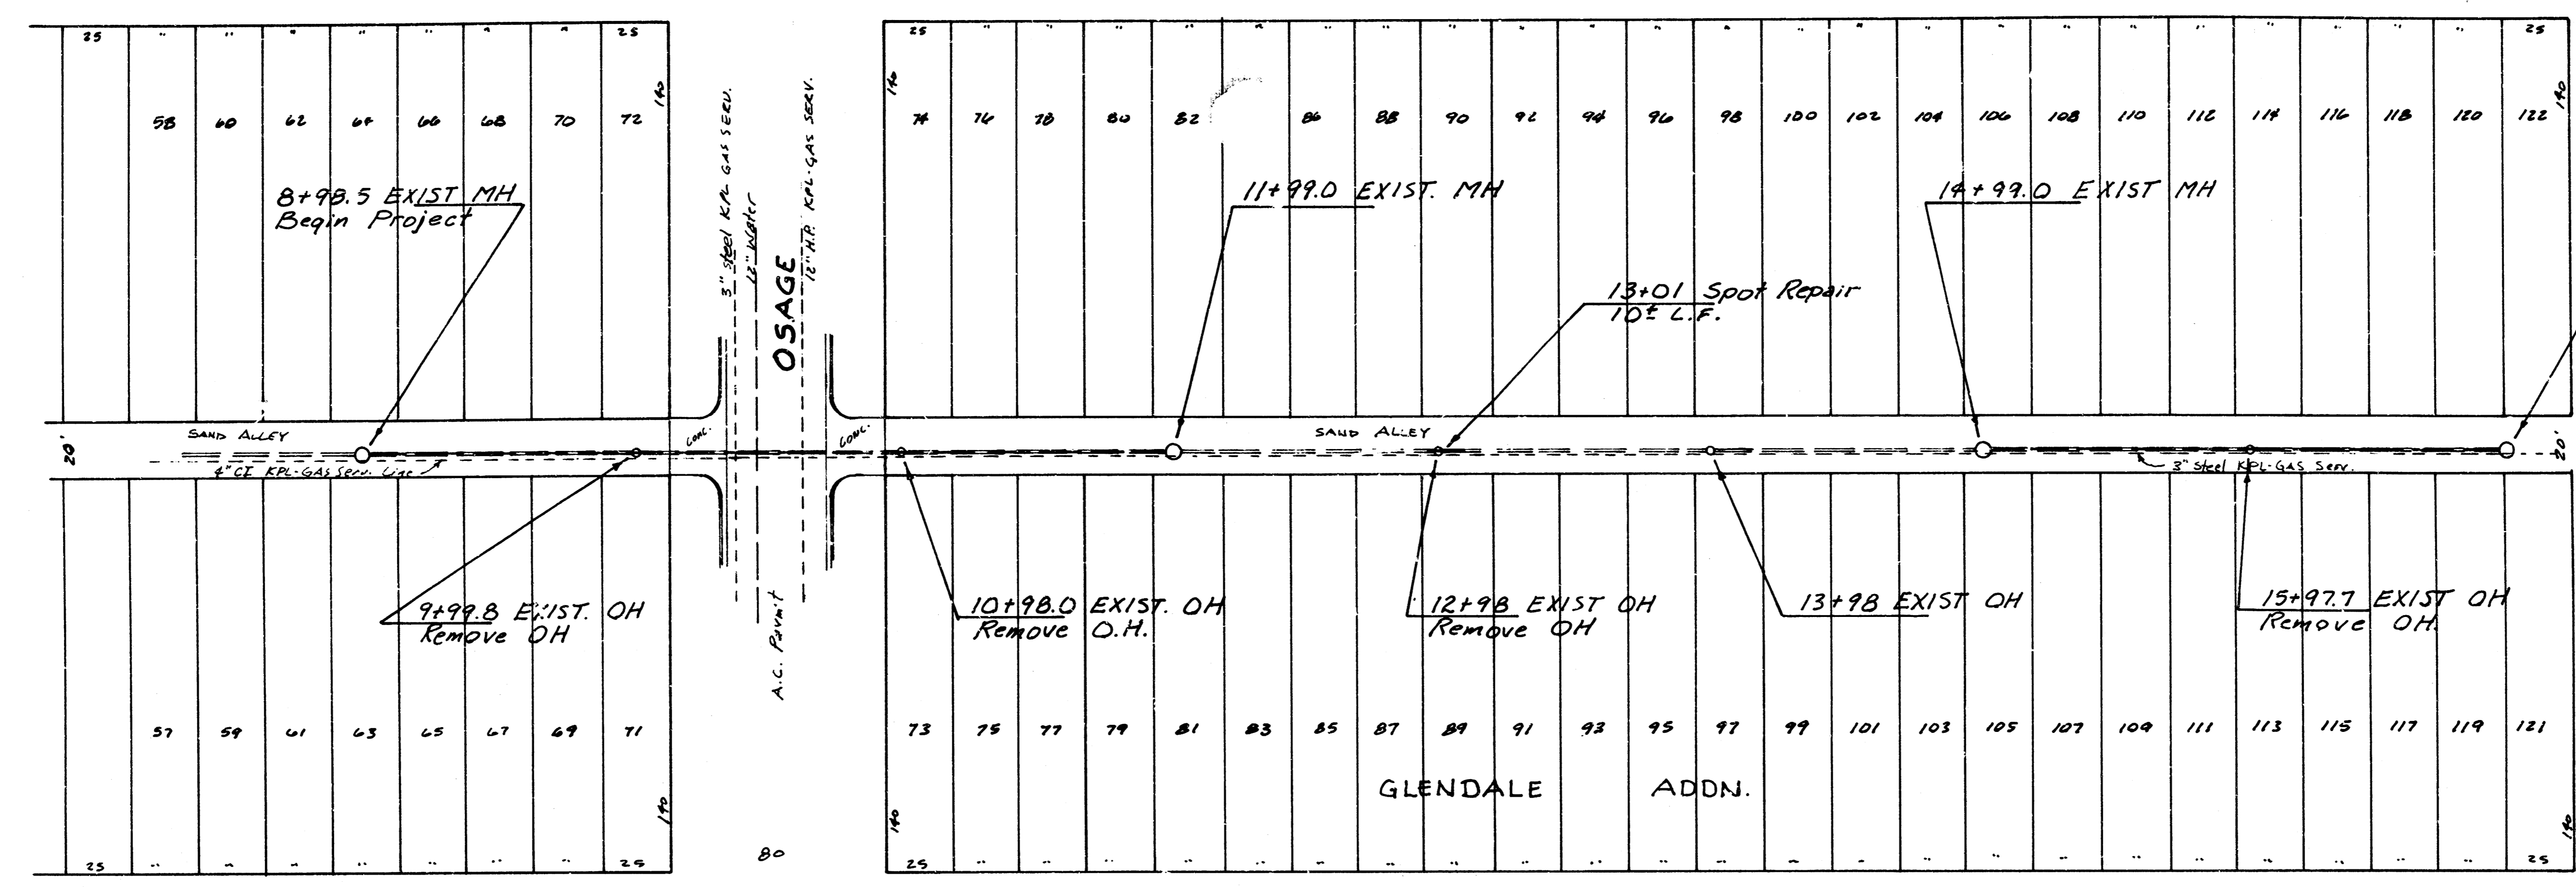 25 " " " " " " " 25
25 " " " " " " " " " " " " " " " " " " " " " " " 25
140
140
140
58 60 62 64 66 68 70 72
74 76 78 80 82 86 88 90 92 94 96 98 100 102 104 106 108 110 112 114 116 118 120 122
3" steel KPL GAS SERV.
12" Water
OSAGE
12" H.P. KPL-GAS SERV.
8+98.5 EXIST MH
Begin Project
11+99.0 EXIST. MH
14+99.0 EXIST MH
13+01 Spot Repair
10± L.F.
20'
SAND ALLEY
CONC.
CONC.
SAND ALLEY
20'
4" CI KPL-GAS Serv. Line
3" Steel KPL-GAS Serv.
9+99.8 EXIST. OH
Remove OH
A.C. Pavm't
10+98.0 EXIST. OH
Remove O.H.
12+98 EXIST OH
Remove OH
13+98 EXIST OH
15+97.7 EXIST OH
Remove OH.
57 59 61 63 65 67 69 71
73 75 77 79 81 83 85 87 89 91 93 95 97 99 101 103 105 107 109 111 113 115 117 119 121
GLENDALE ADDN.
140
140
140
80
25 " " " " " " " 25
25 " " " " " " " " " " " " " " " " " " " " " " " 25